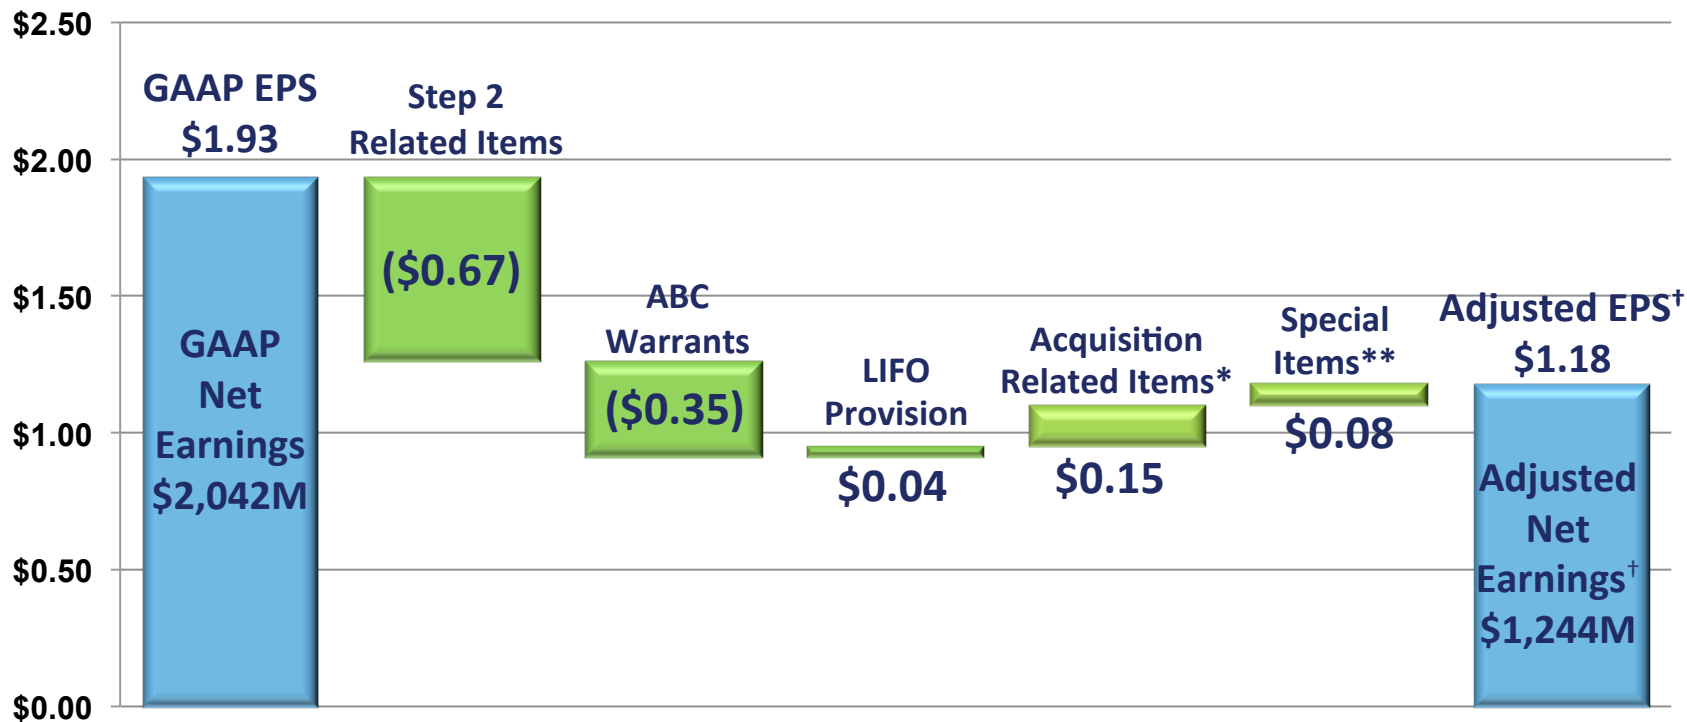 $2.50
$2.00
$1.50
$1.00
$0.50
$0.00
GAAP EPS
$1.93
GAAP
Net
Earnings
$2,042M
Step 2
Related Items
($0.67)
ABC
Warrants
($0.35)
LIFO
Provision
$0.04
Acquisition
Related Items*
$0.15
Special
Items**
$0.08
Adjusted EPS†
$1.18
Adjusted
Net
Earnings†
$1,244M